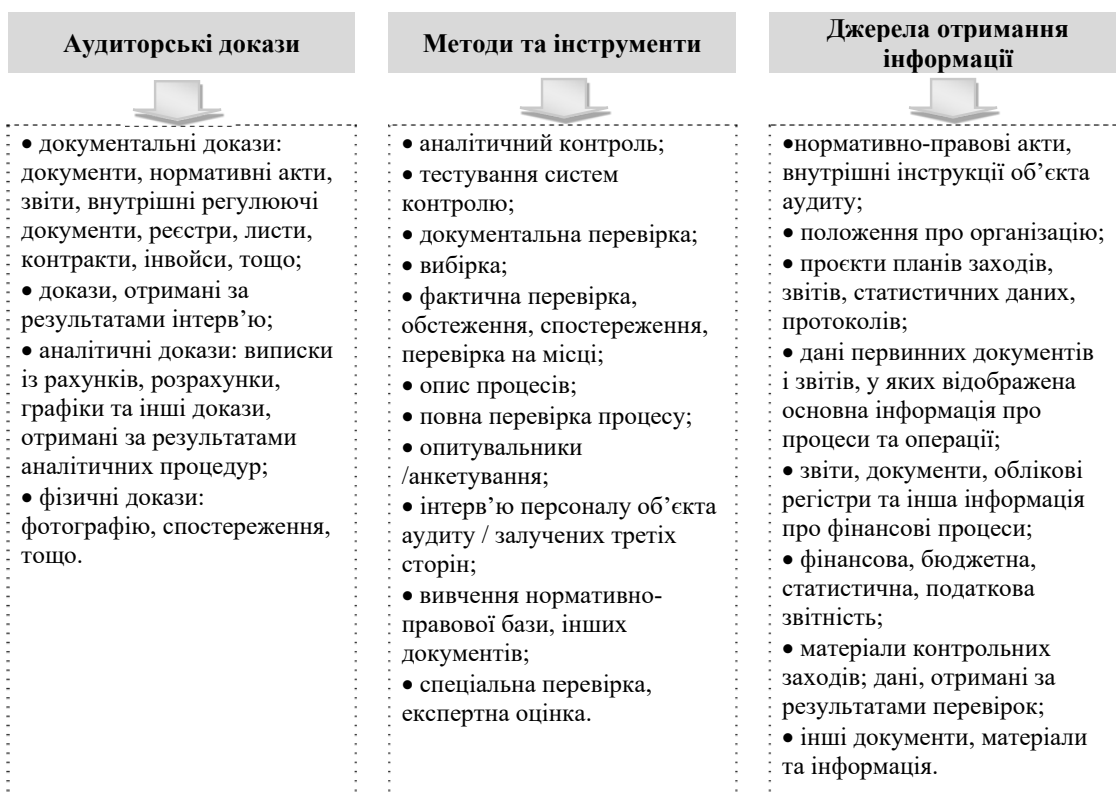 Аудиторські докази
• документальні докази:
документи, нормативні акти,
звіти, внутрішні регулюючі
документи, реєстри, листи,
контракти, інвойси, тощо;
• докази, отримані за
результатами інтерв’ю;
• аналітичні докази: виписки
із рахунків, розрахунки,
графіки та інші докази,
отримані за результатами
аналітичних процедур;
• фізичні докази:
фотографію, спостереження,
тощо.
Методи та інструменти
• аналітичний контроль;
• тестування систем
контролю;
• документальна перевірка;
• вибірка;
• фактична перевірка,
обстеження, спостереження,
перевірка на місці;
• опис процесів;
• повна перевірка процесу;
• опитувальники
/анкетування;
• інтерв’ю персоналу об’єкта
аудиту / залучених третіх
сторін;
• вивчення нормативно-
правової бази, інших
документів;
• спеціальна перевірка,
експертна оцінка.
Джерела отримання
інформації
•нормативно-правові акти,
внутрішні інструкції об’єкта
аудиту;
• положення про організацію;
• проєкти планів заходів,
звітів, статистичних даних,
протоколів;
• дані первинних документів
і звітів, у яких відображена
основна інформація про
процеси та операції;
• звіти, документи, облікові
регістри та інша інформація
про фінансові процеси;
• фінансова, бюджетна,
статистична, податкова
звітність;
• матеріали контрольних
заходів; дані, отримані за
результатами перевірок;
• інші документи, матеріали
та інформація.